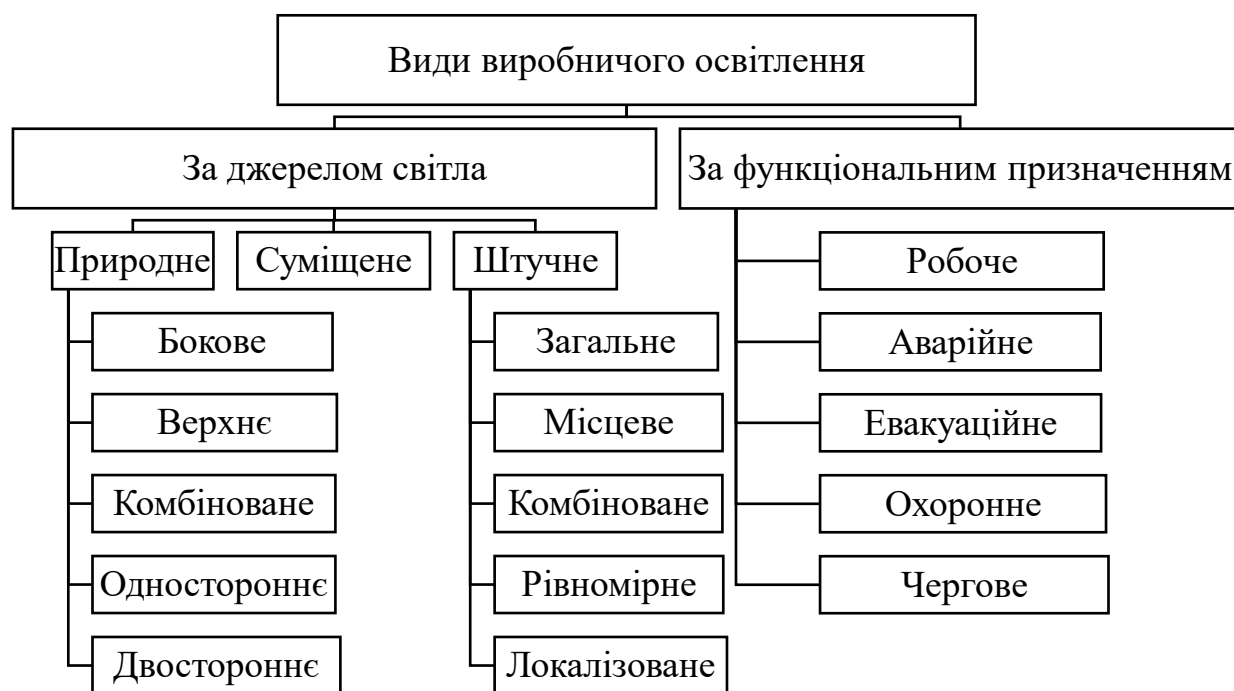 Види виробничого освітлення
За джерелом світла
За функціональним призначенням
Природне
Суміщене
Штучне
Бокове
Верхнє
Комбіноване
Одностороннє
Двостороннє
Загальне
Місцеве
Комбіноване
Рівномірне
Локалізоване
Робоче
Аварійне
Евакуаційне
Охоронне
Чергове